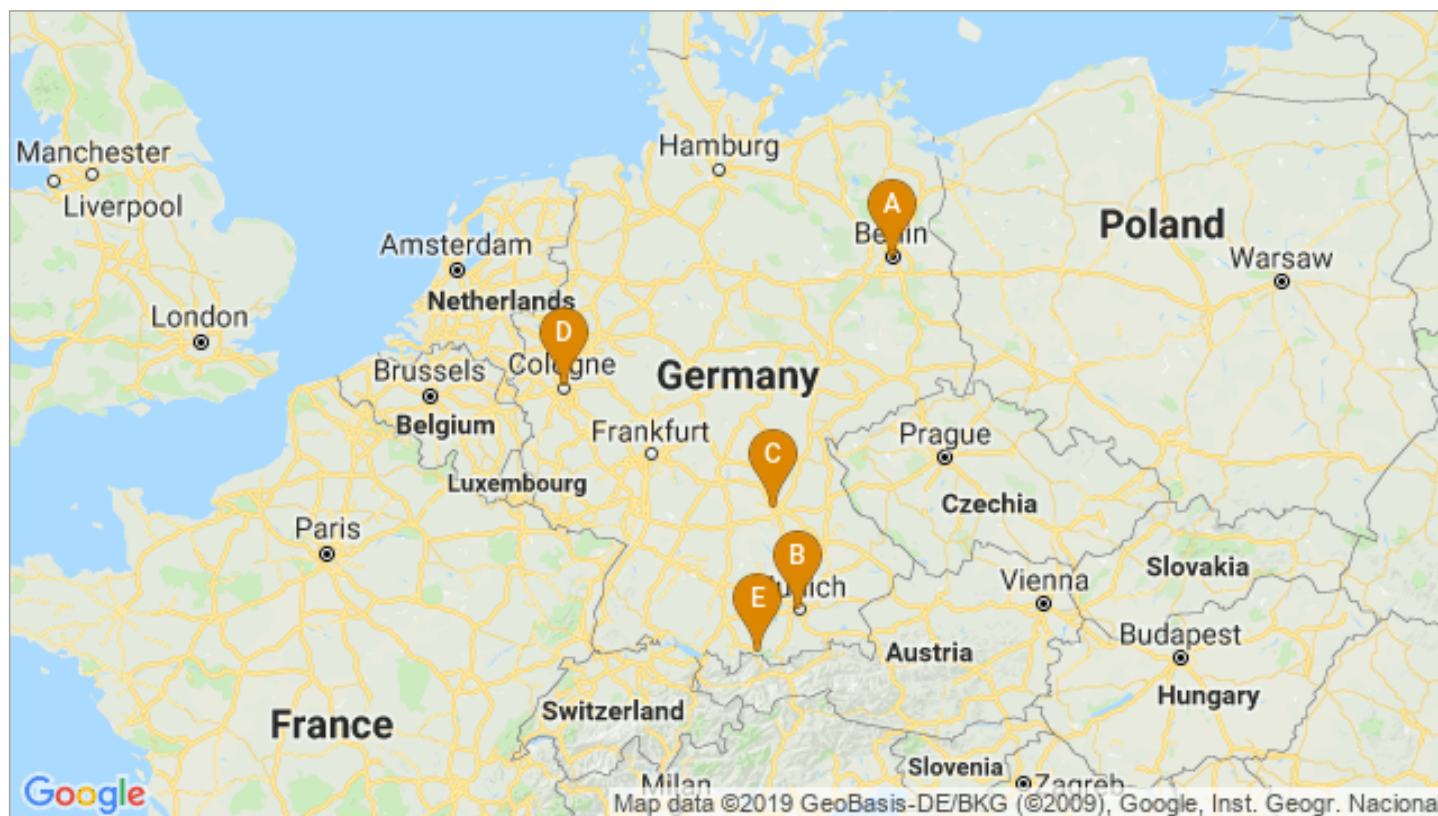 Hamburg
Manchester
Liverpool
A
Berlin
Poland
Amsterdam
Warsaw
Netherlands
London
D
Cologne
Germany
Brussels
Belgium
Frankfurt
Prague
C
Luxembourg
Czechia
Paris
B
Munich
Slovakia
Vienna
E
Budapest
Austria
Hungary
Switzerland
France
Slovenia
Milan
Zagreb
Google
Map data ©2019 GeoBasis-DE/BKG (©2009), Google, Inst. Geogr. Naciona